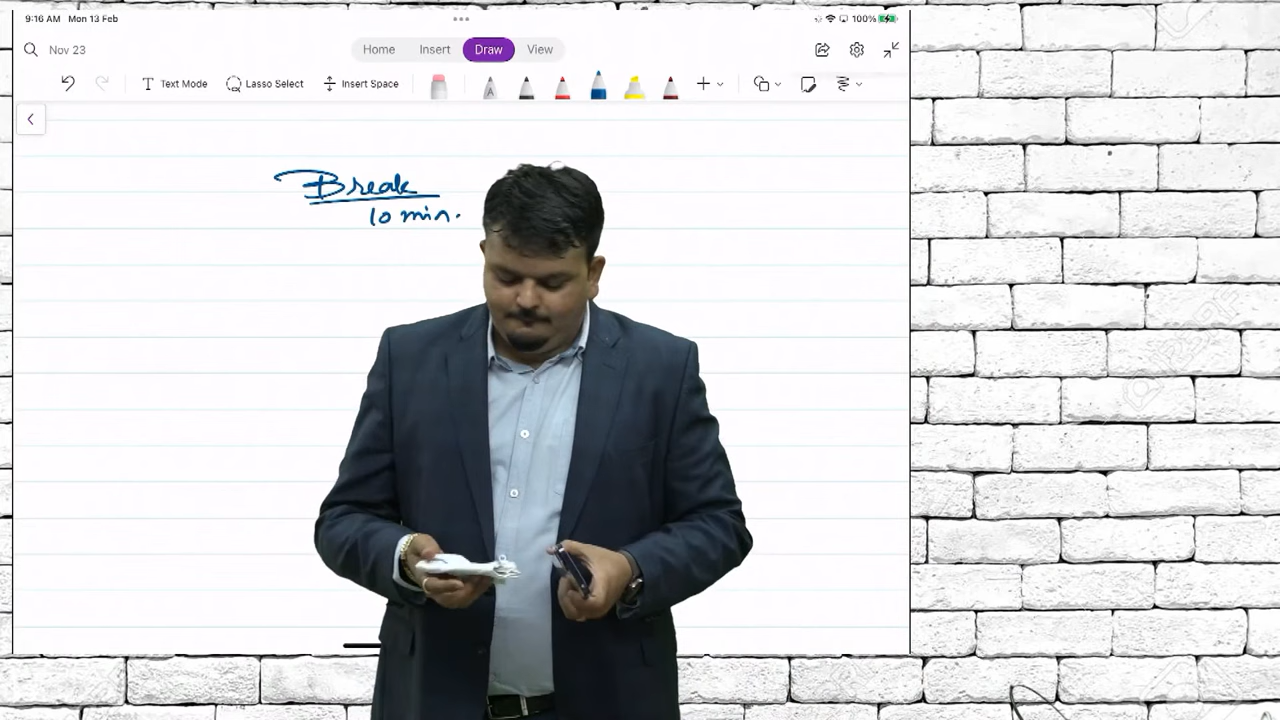 9:16 AM Mon 13 Feb
100%
Nov 23
Home Insert Draw View
Text Mode Lasso Select Insert Space
A
Break
10 min.